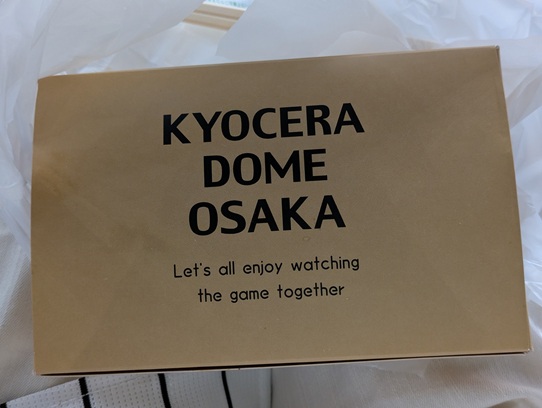 KYOCERA
DOME
OSAKA
Let's all enjoy watching
the game together